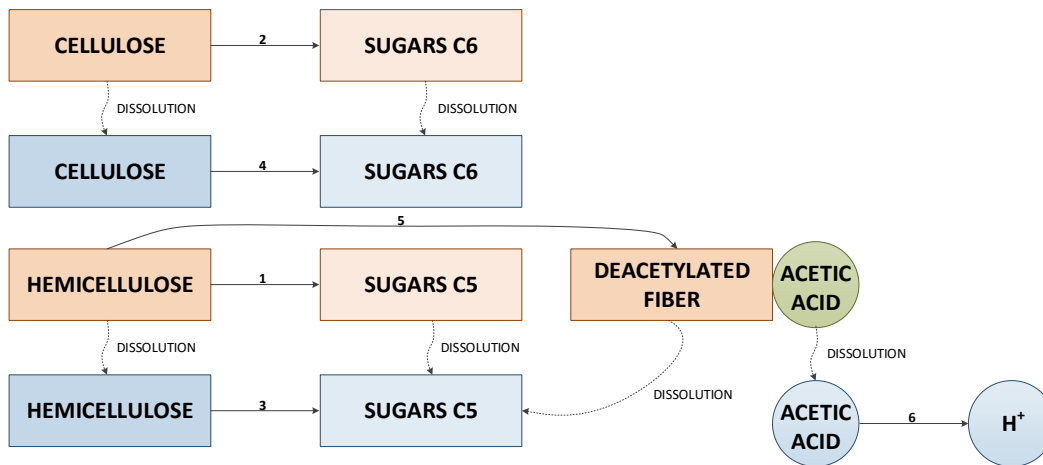 CELLULOSE
2
SUGARS C6
DISSOLUTION
DISSOLUTION
CELLULOSE
4
SUGARS C6
5
HEMICELLULOSE
1
SUGARS C5
DEACETYLATED
FIBER
ACETIC
ACID
DISSOLUTION
DISSOLUTION
DISSOLUTION
DISSOLUTION
HEMICELLULOSE
3
SUGARS C5
ACETIC
ACID
6
H⁺